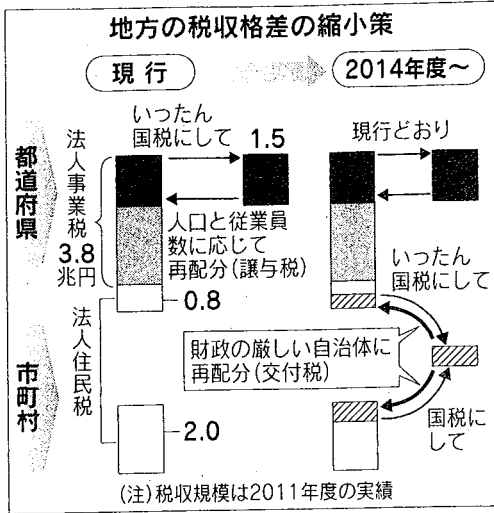 地方の税収格差の縮小策
現行
2014年度～
都道府県
法人事業税
3.8
兆円
いったん
国税にして
1.5
人口と従業員
数に応じて
再配分(譲与税)
0.8
現行どおり
いったん
国税にして
市町村
法人住民税
2.0
財政の厳しい自治体に
再配分(交付税)
国税に
して
(注)税収規模は2011年度の実績